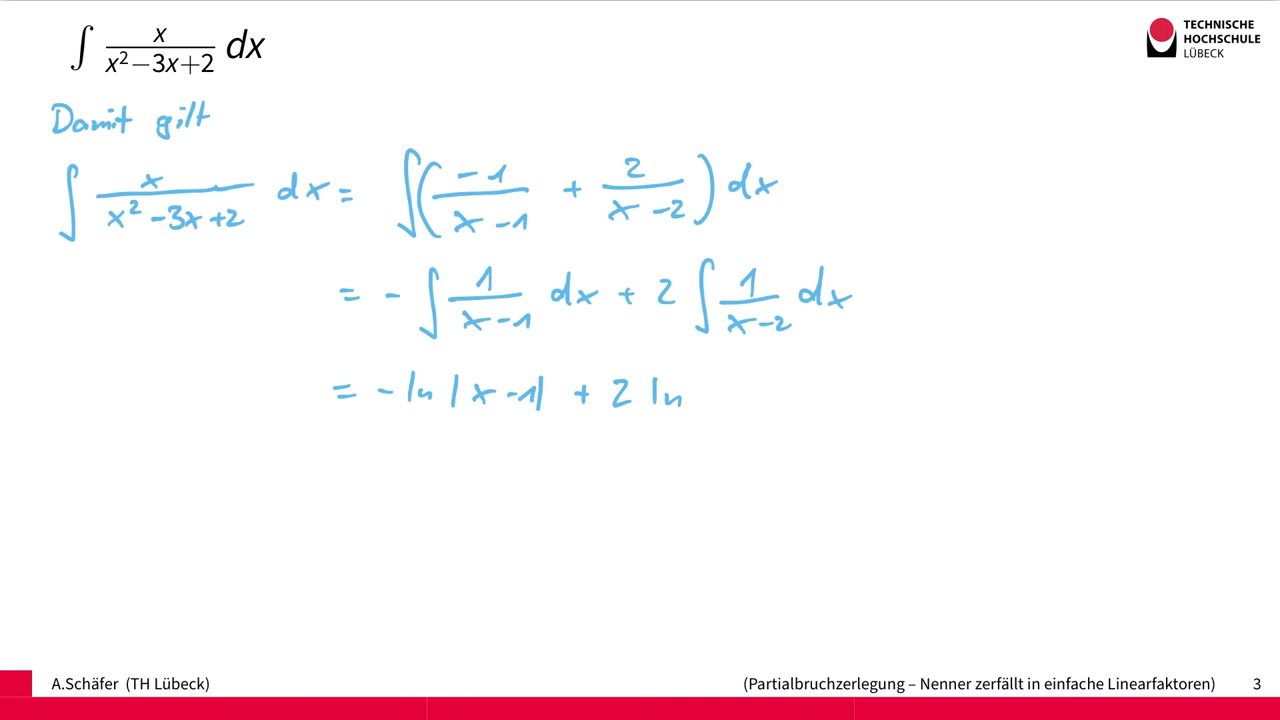 ∫ x/(x²−3x+2) dx
TECHNISCHE
HOCHSCHULE
LÜBECK
Damit gilt
∫ x/(x²−3x+2) dx = ∫(−1/(x−1) + 2/(x−2)) dx
= −∫ 1/(x−1) dx + 2 ∫ 1/(x−2) dx
= −ln|x−1| + 2 ln
A.Schäfer (TH Lübeck) (Partialbruchzerlegung – Nenner zerfällt in einfache Linearfaktoren) 3